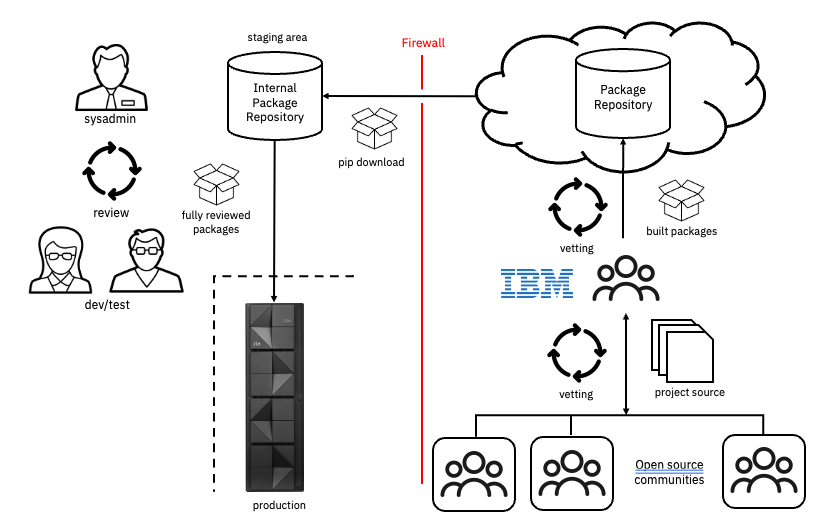 staging area
Firewall
Internal
Package
Repository
Package
Repository
sysadmin
pip download
review
fully reviewed
packages
built packages
vetting
IBM
dev/test
vetting
project source
Open source
communities
production